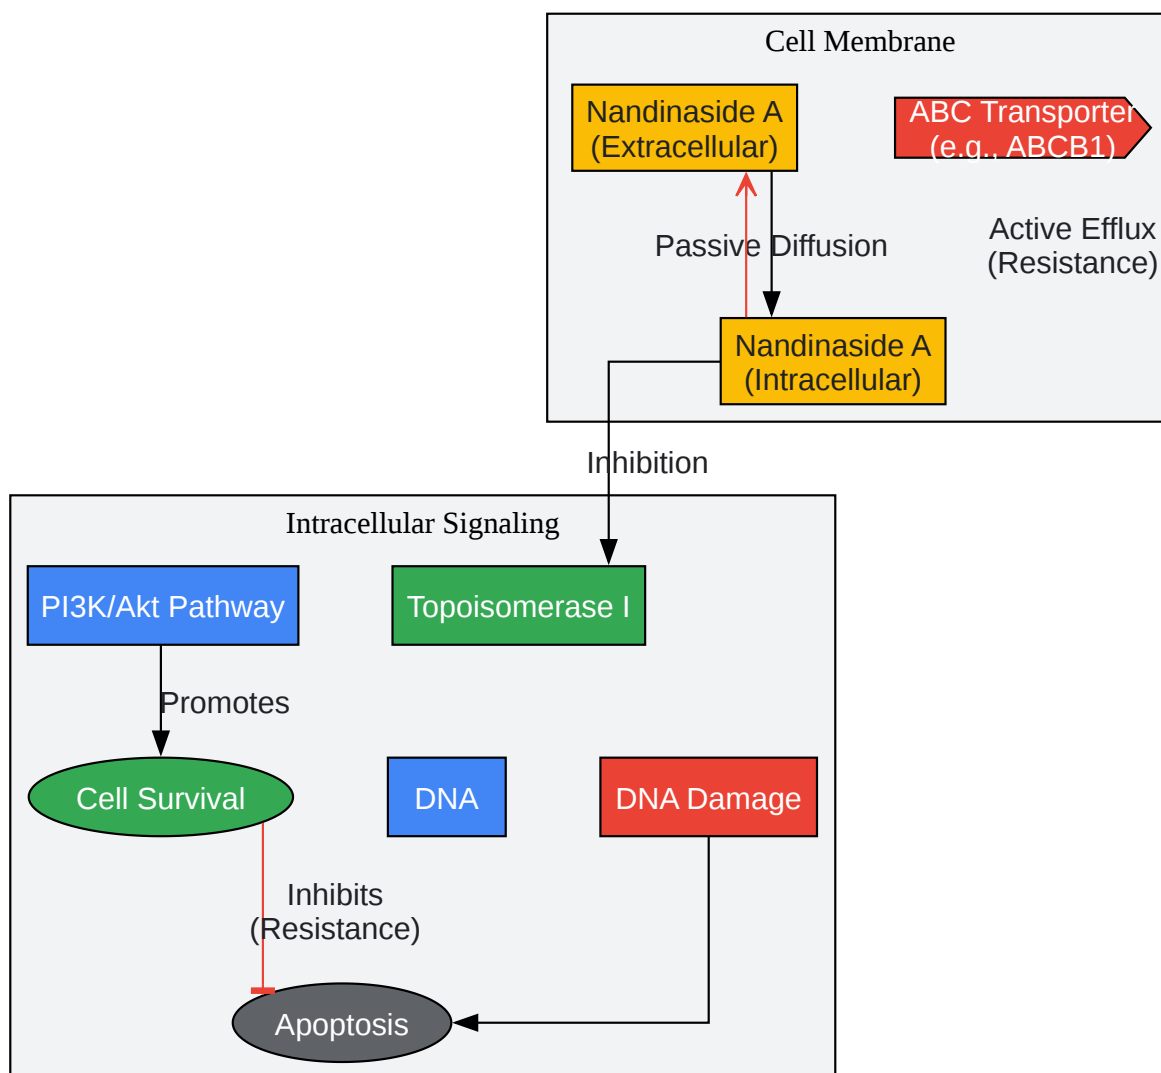 Cell Membrane
Nandinaside A
(Extracellular)
ABC Transporter
(e.g., ABCB1)
Passive Diffusion
Active Efflux
(Resistance)
Nandinaside A
(Intracellular)
Inhibition
Intracellular Signaling
PI3K/Akt Pathway
Topoisomerase I
Promotes
Cell Survival
DNA
DNA Damage
Inhibits
(Resistance)
Apoptosis